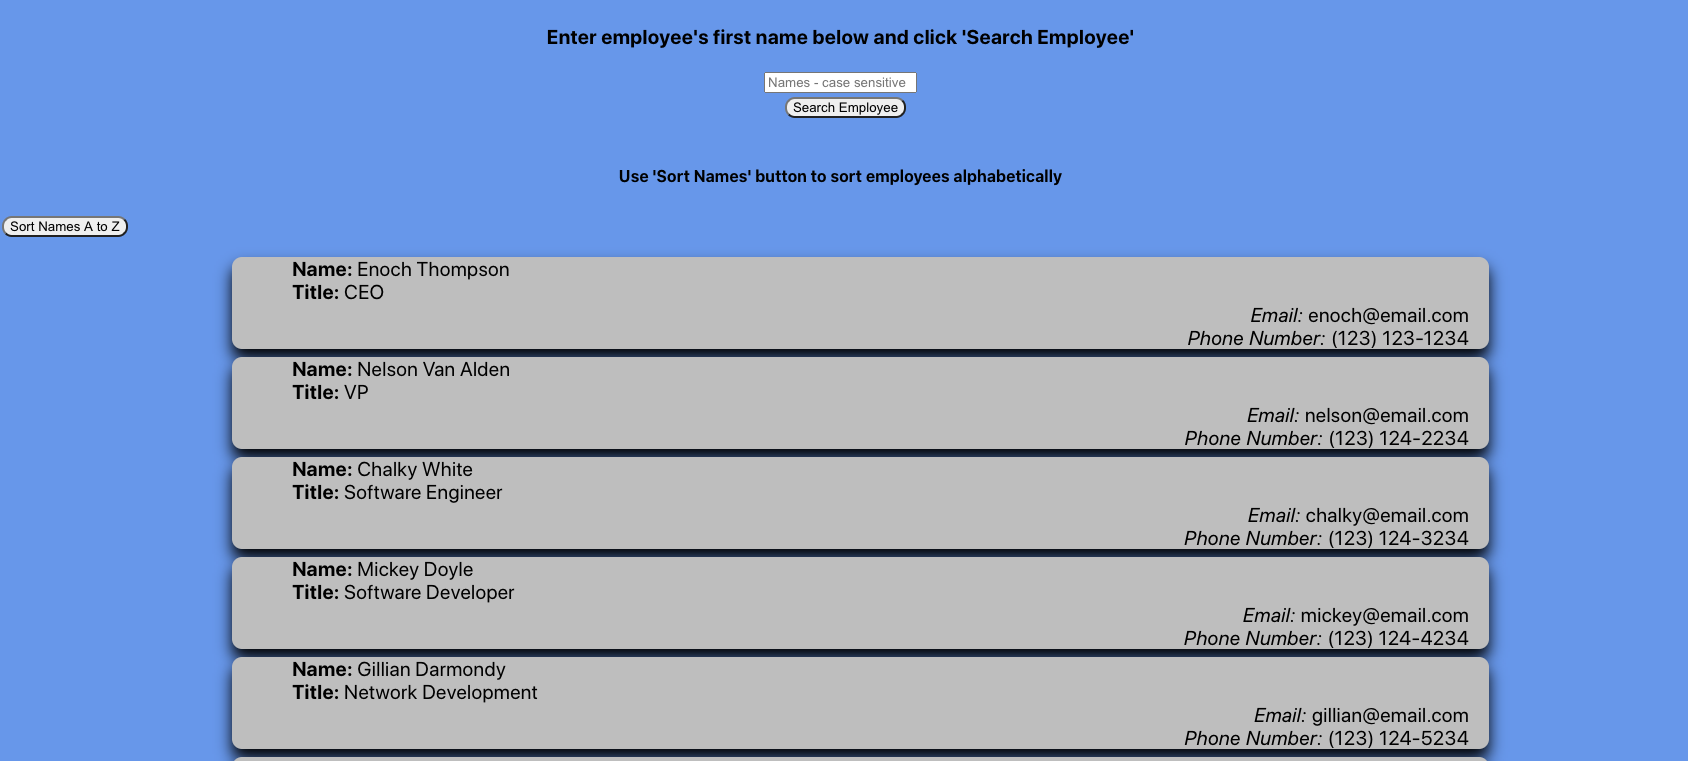 Enter employee's first name below and click 'Search Employee'
Names - case sensitive
Search Employee
Use 'Sort Names' button to sort employees alphabetically
Sort Names A to Z
Name: Enoch Thompson
Title: CEO
Email: enoch@email.com
Phone Number: (123) 123-1234
Name: Nelson Van Alden
Title: VP
Email: nelson@email.com
Phone Number: (123) 124-2234
Name: Chalky White
Title: Software Engineer
Email: chalky@email.com
Phone Number: (123) 124-3234
Name: Mickey Doyle
Title: Software Developer
Email: mickey@email.com
Phone Number: (123) 124-4234
Name: Gillian Darmondy
Title: Network Development
Email: gillian@email.com
Phone Number: (123) 124-5234